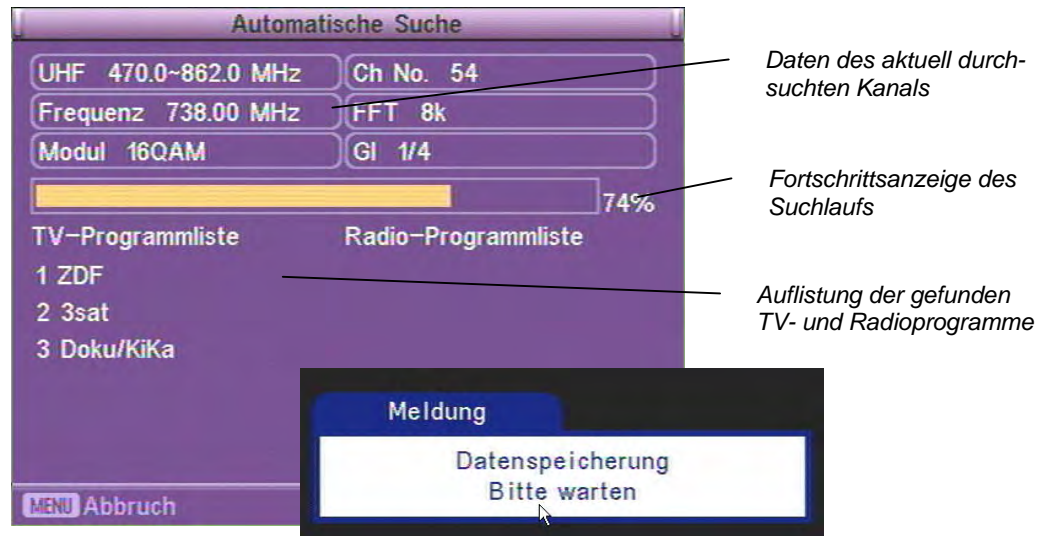 Automatische Suche
UHF 470.0~862.0 MHz
Ch No. 54
Frequenz 738.00 MHz
FFT 8k
Modul 16QAM
GI 1/4
74%
TV-Programmliste
Radio-Programmliste
1 ZDF
2 3sat
3 Doku/KiKa
MENU Abbruch
Meldung
Datenspeicherung
Bitte warten
Daten des aktuell durch-
suchten Kanals
Fortschrittsanzeige des
Suchlaufs
Auflistung der gefunden
TV- und Radioprogramme